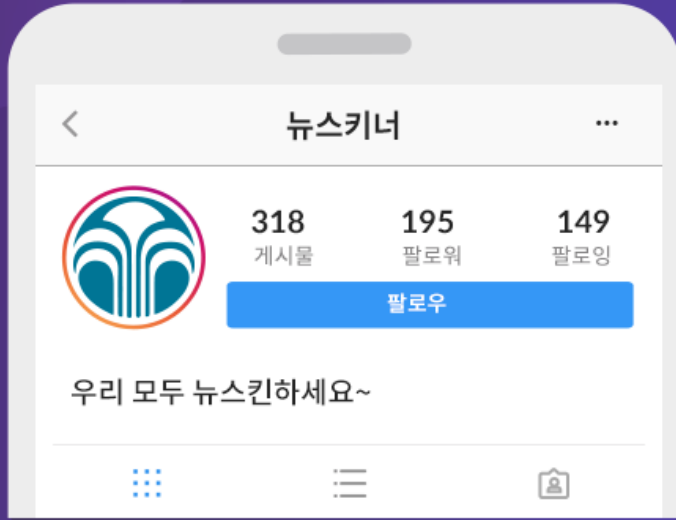 뉴스키너
...
318 195 149
게시물 팔로워 팔로잉
팔로우
우리 모두 뉴스킨하세요~